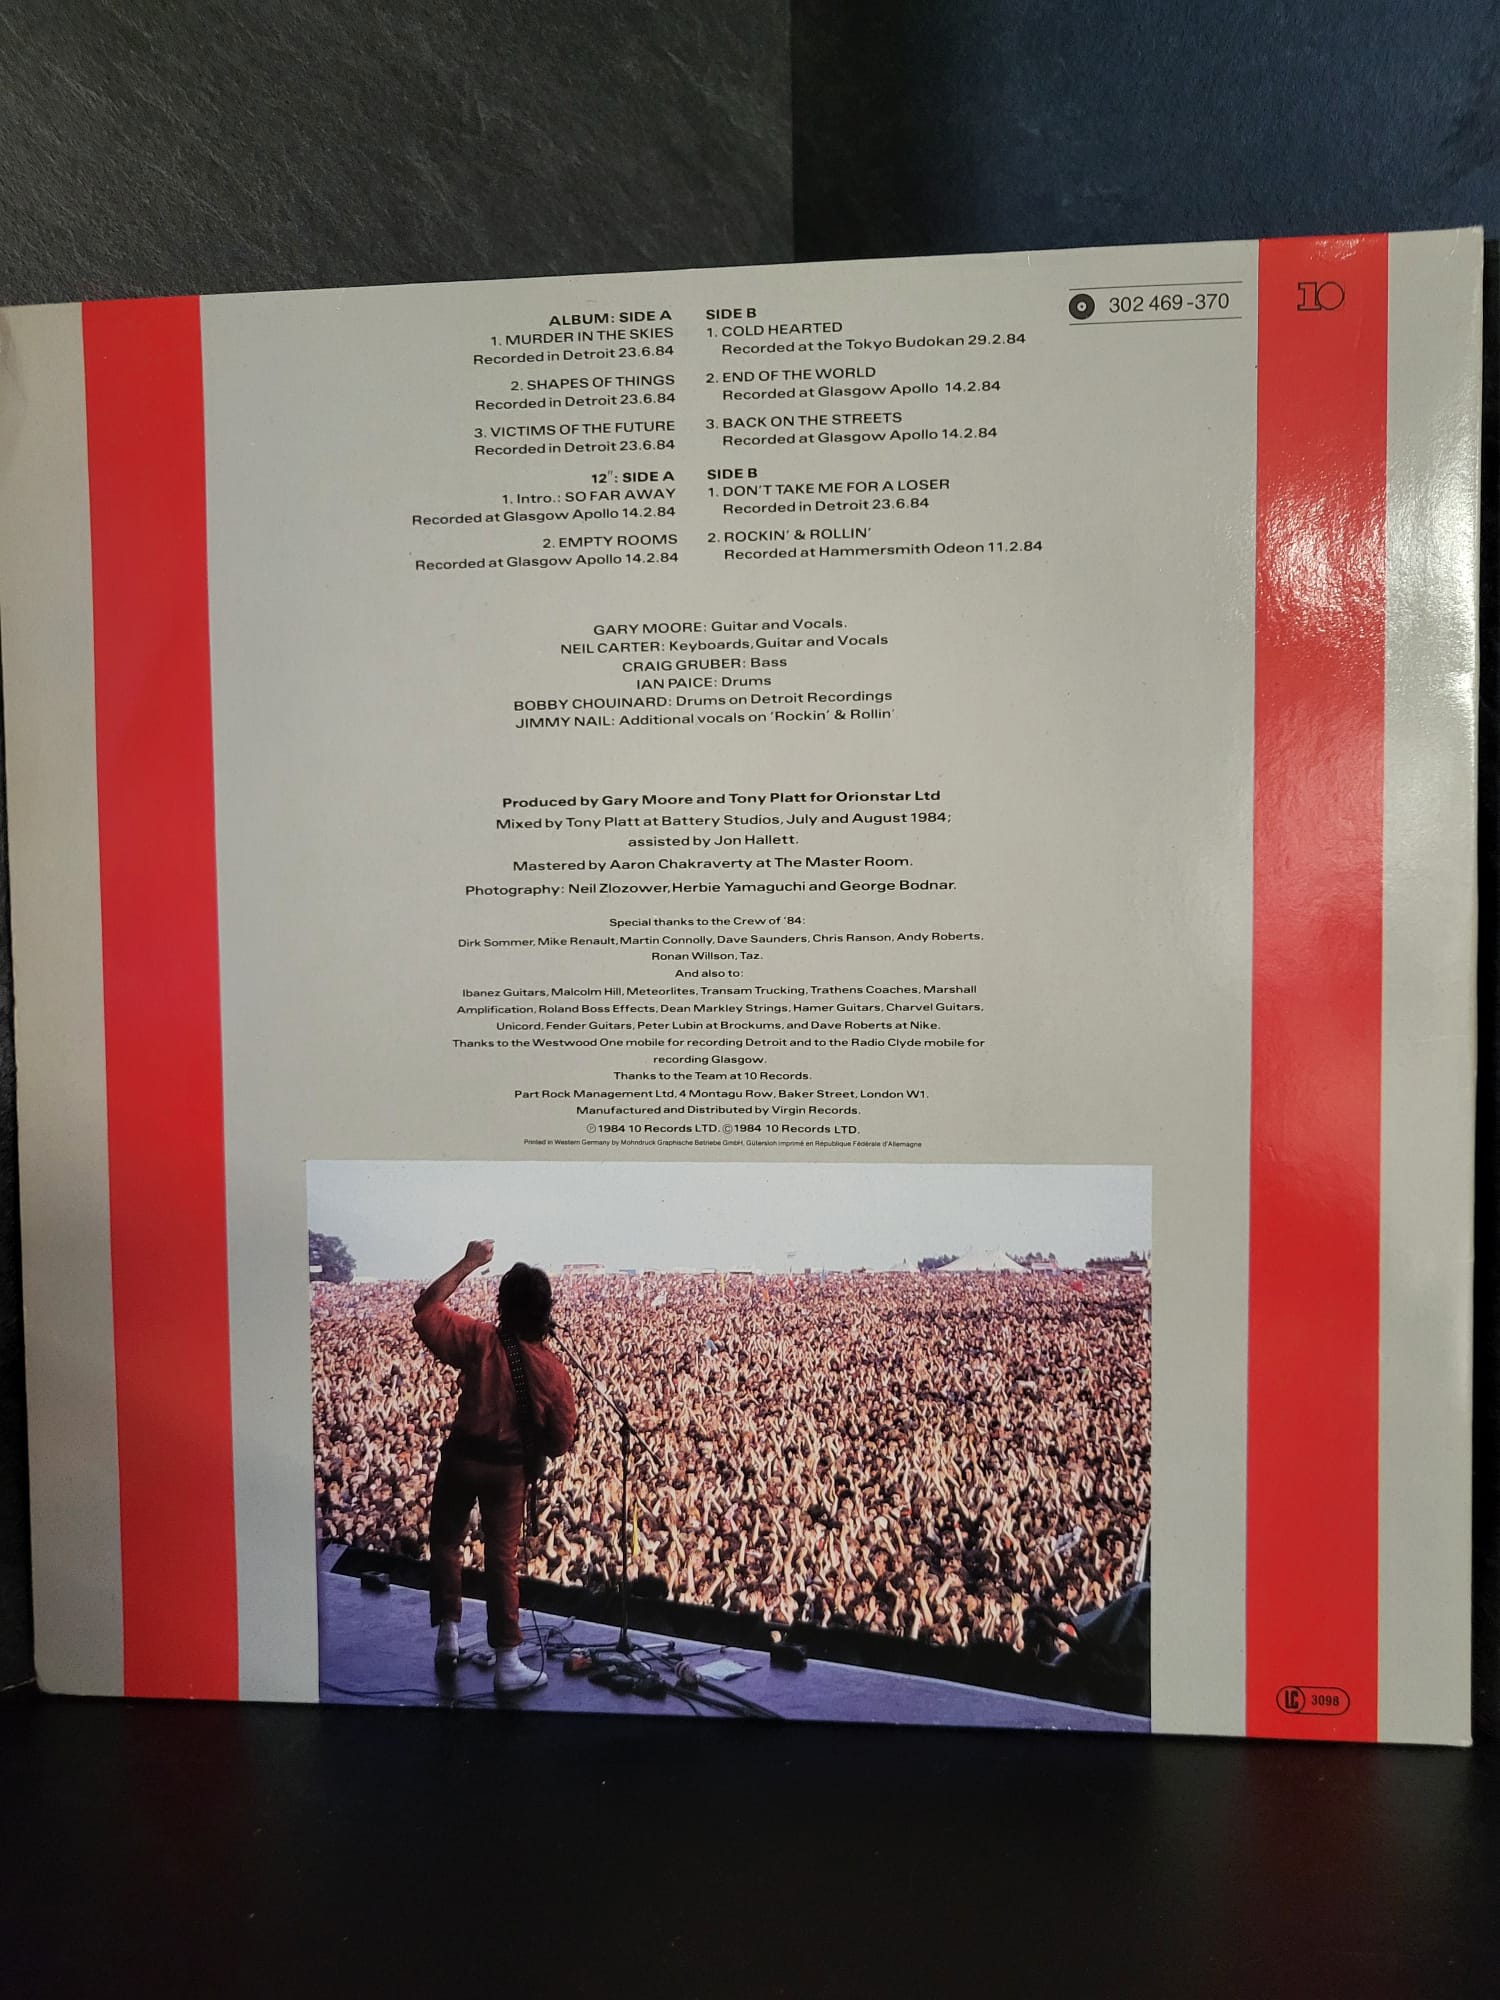 10
302 469-370
ALBUM: SIDE A
1. MURDER IN THE SKIES
Recorded in Detroit 23.6.84
2. SHAPES OF THINGS
Recorded in Detroit 23.6.84
3. VICTIMS OF THE FUTURE
Recorded in Detroit 23.6.84
SIDE B
1. COLD HEARTED
Recorded at the Tokyo Budokan 29.2.84
2. END OF THE WORLD
Recorded at Glasgow Apollo 14.2.84
3. BACK ON THE STREETS
Recorded at Glasgow Apollo 14.2.84
12": SIDE A
1. Intro.: SO FAR AWAY
Recorded at Glasgow Apollo 14.2.84
2. EMPTY ROOMS
Recorded at Glasgow Apollo 14.2.84
SIDE B
1. DON'T TAKE ME FOR A LOSER
Recorded in Detroit 23.6.84
2. ROCKIN' & ROLLIN'
Recorded at Hammersmith Odeon 11.2.84
GARY MOORE: Guitar and Vocals.
NEIL CARTER: Keyboards, Guitar and Vocals
CRAIG GRUBER: Bass
IAN PAICE: Drums
BOBBY CHOUINARD: Drums on Detroit Recordings
JIMMY NAIL: Additional vocals on 'Rockin' & Rollin'
Produced by Gary Moore and Tony Platt for Orionstar Ltd
Mixed by Tony Platt at Battery Studios, July and August 1984;
assisted by Jon Hallett.
Mastered by Aaron Chakraverty at The Master Room.
Photography: Neil Zlozower, Herbie Yamaguchi and George Bodnar.
Special thanks to the Crew of '84:
Dirk Sommer, Mike Renault, Martin Connolly, Dave Saunders, Chris Ranson, Andy Roberts,
Ronan Willson, Taz.
And also to:
Ibanez Guitars, Malcolm Hill, Meteorlites, Transam Trucking, Trathens Coaches, Marshall
Amplification, Roland Boss Effects, Dean Markley Strings, Hamer Guitars, Charvel Guitars,
Unicord, Fender Guitars, Peter Lubin at Brockums, and Dave Roberts at Nike.
Thanks to the Westwood One mobile for recording Detroit and to the Radio Clyde mobile for
recording Glasgow.
Thanks to the Team at 10 Records.
Part Rock Management Ltd, 4 Montagu Row, Baker Street, London W1.
Manufactured and Distributed by Virgin Records.
℗ 1984 10 Records LTD. © 1984 10 Records LTD.
Printed in Western Germany by Mohndruck Graphische Betriebe GmbH, Gütersloh imprimé en République Fédérale d'Allemagne
LC 3098